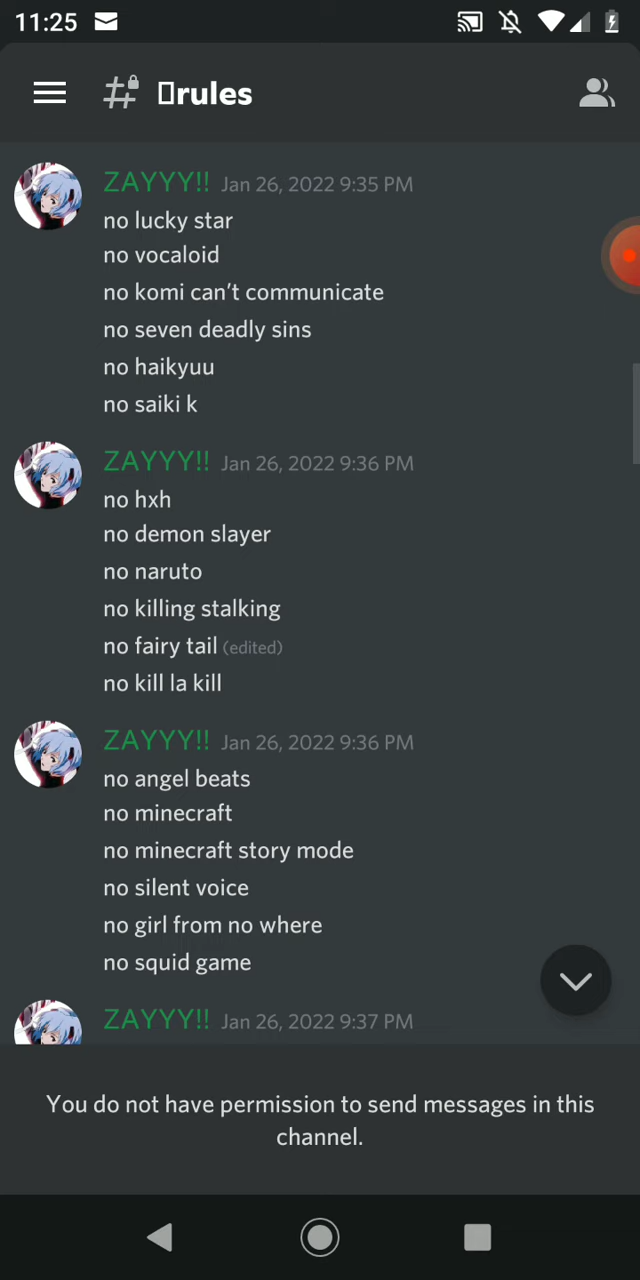 11:25
rules
ZAYYY!! Jan 26, 2022 9:35 PM
no lucky star
no vocaloid
no komi can’t communicate
no seven deadly sins
no haikyuu
no saiki k
ZAYYY!! Jan 26, 2022 9:36 PM
no hxh
no demon slayer
no naruto
no killing stalking
no fairy tail (edited)
no kill la kill
ZAYYY!! Jan 26, 2022 9:36 PM
no angel beats
no minecraft
no minecraft story mode
no silent voice
no girl from no where
no squid game
ZAYYY!! Jan 26, 2022 9:37 PM
You do not have permission to send messages in this
channel.